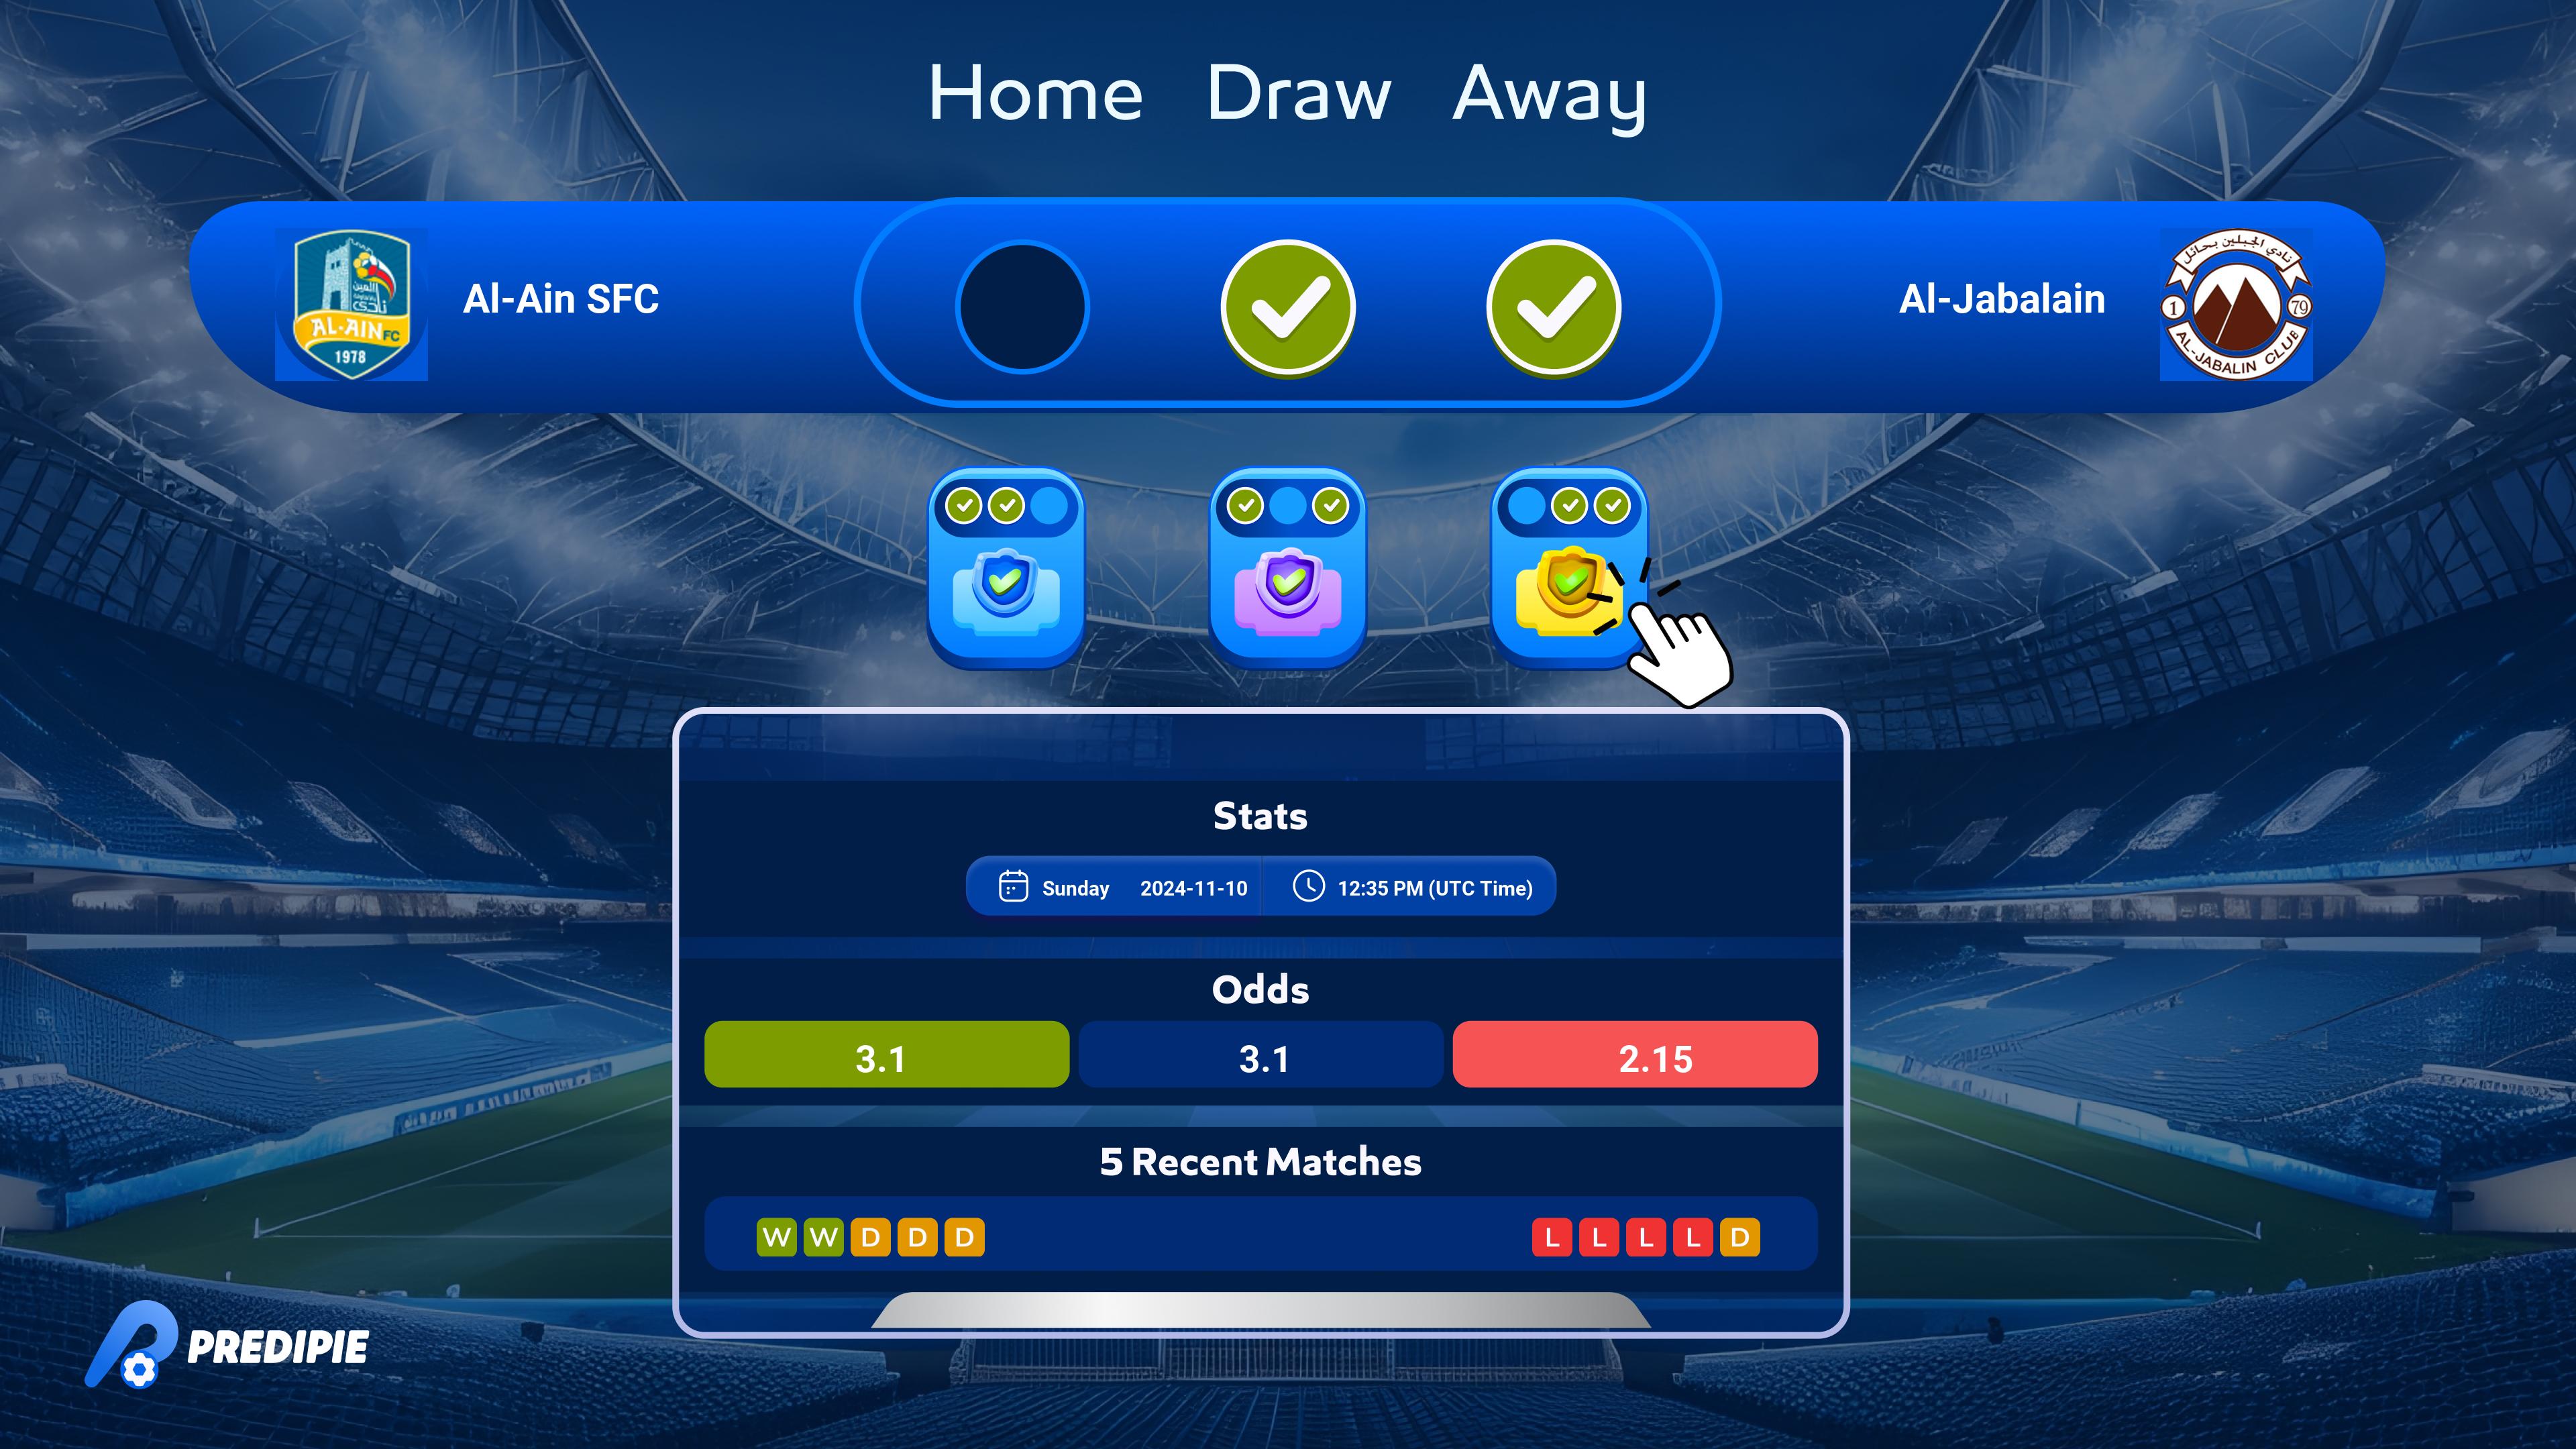 Home Draw Away
العين
نادي
AL-AIN FC
1978
Al-Ain SFC
Al-Jabalain
نادي الجبلين بحائل
1 79
AL-JABALIN CLUB
Stats
Sunday 2024-11-10 12:35 PM (UTC Time)
Odds
3.1 3.1 2.15
5 Recent Matches
W W D D D L L L L D
PREDIPIE